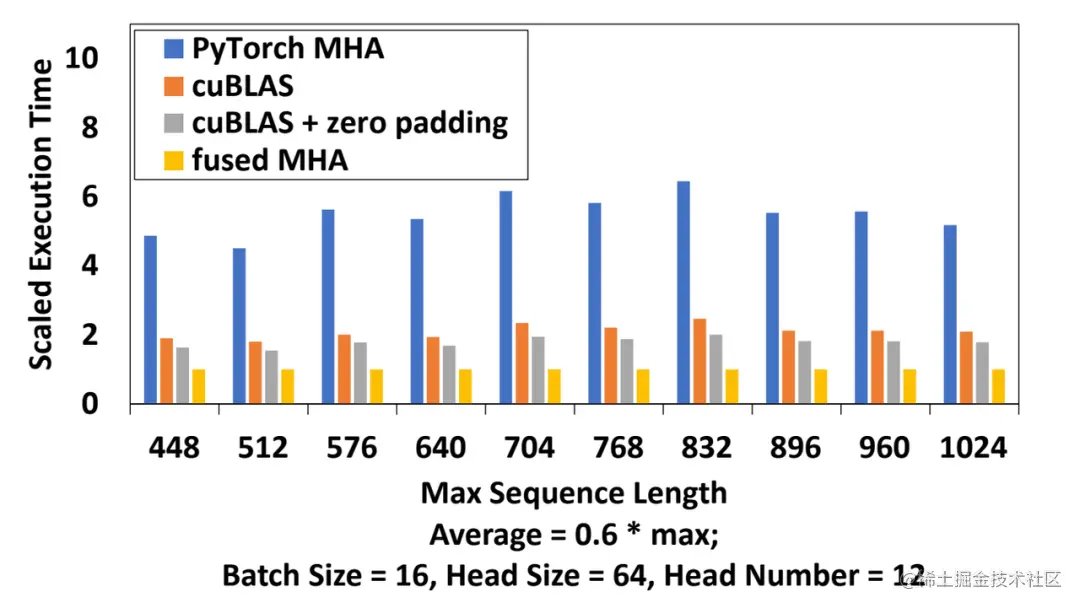 Scaled Execution Time
10
8
6
4
2
0
PyTorch MHA
cuBLAS
cuBLAS + zero padding
fused MHA
448 512 576 640 704 768 832 896 960 1024
Max Sequence Length
Average = 0.6 * max;
Batch Size = 16, Head Size = 64, Head Number = 12
@稀土掘金技术社区